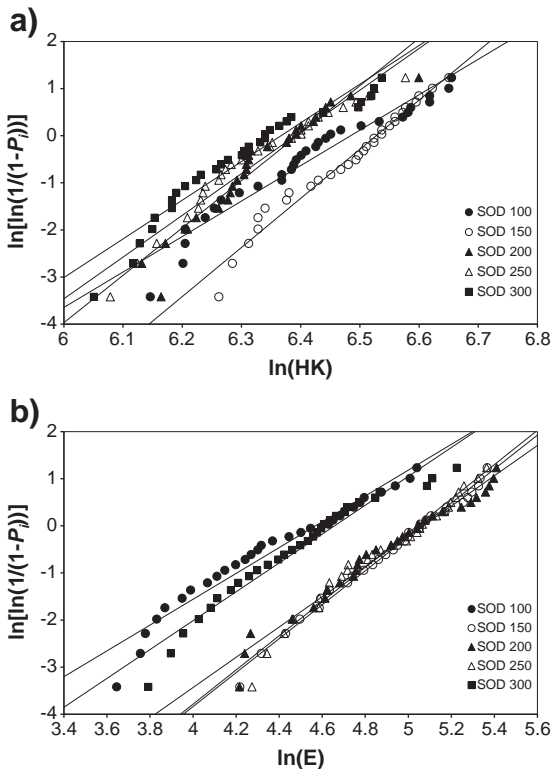 a)
2
1
0
-1
-2
-3
-4
ln[ln(1/(1-Pi))]
SOD 100
SOD 150
SOD 200
SOD 250
SOD 300
6 6.1 6.2 6.3 6.4 6.5 6.6 6.7 6.8
ln(HK)
b)
2
1
0
-1
-2
-3
-4
ln[ln(1/(1-Pi))]
SOD 100
SOD 150
SOD 200
SOD 250
SOD 300
3.4 3.6 3.8 4 4.2 4.4 4.6 4.8 5 5.2 5.4 5.6
ln(E)